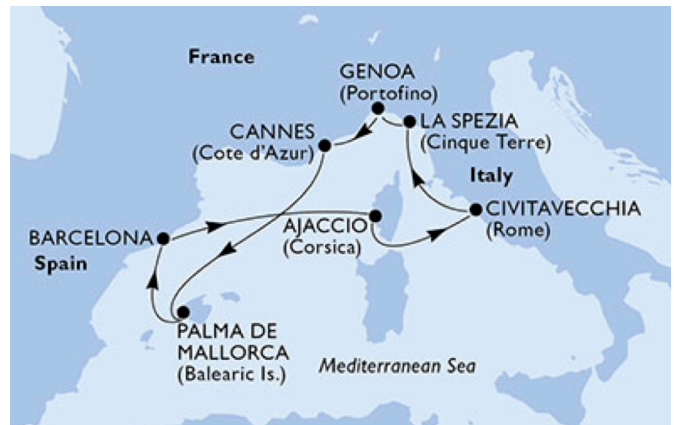 France
GENOA
(Portofino)
CANNES
(Cote d'Azur)
LA SPEZIA
(Cinque Terre)
Italy
CIVITAVECCHIA
(Rome)
AJACCIO
(Corsica)
BARCELONA
Spain
PALMA DE
MALLORCA
(Balearic Is.)
Mediterranean Sea